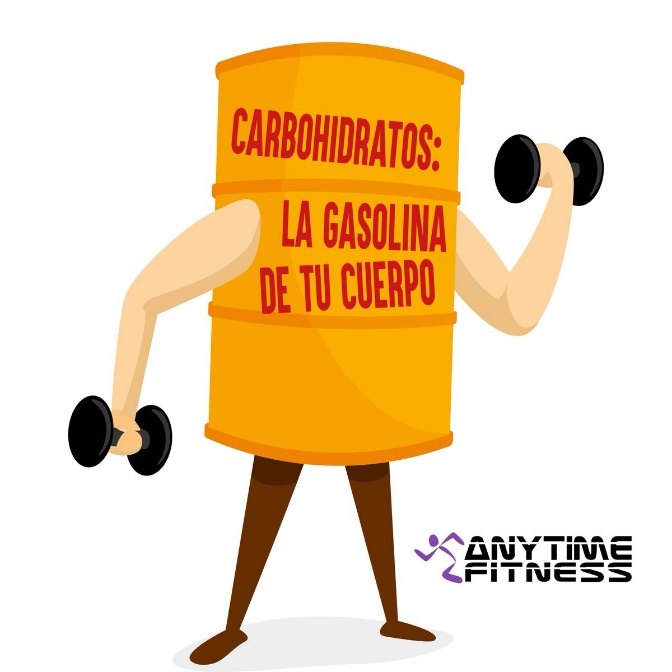 CARBOHIDRATOS:
LA GASOLINA
DE TU CUERPO
ANYTIME
FITNESS